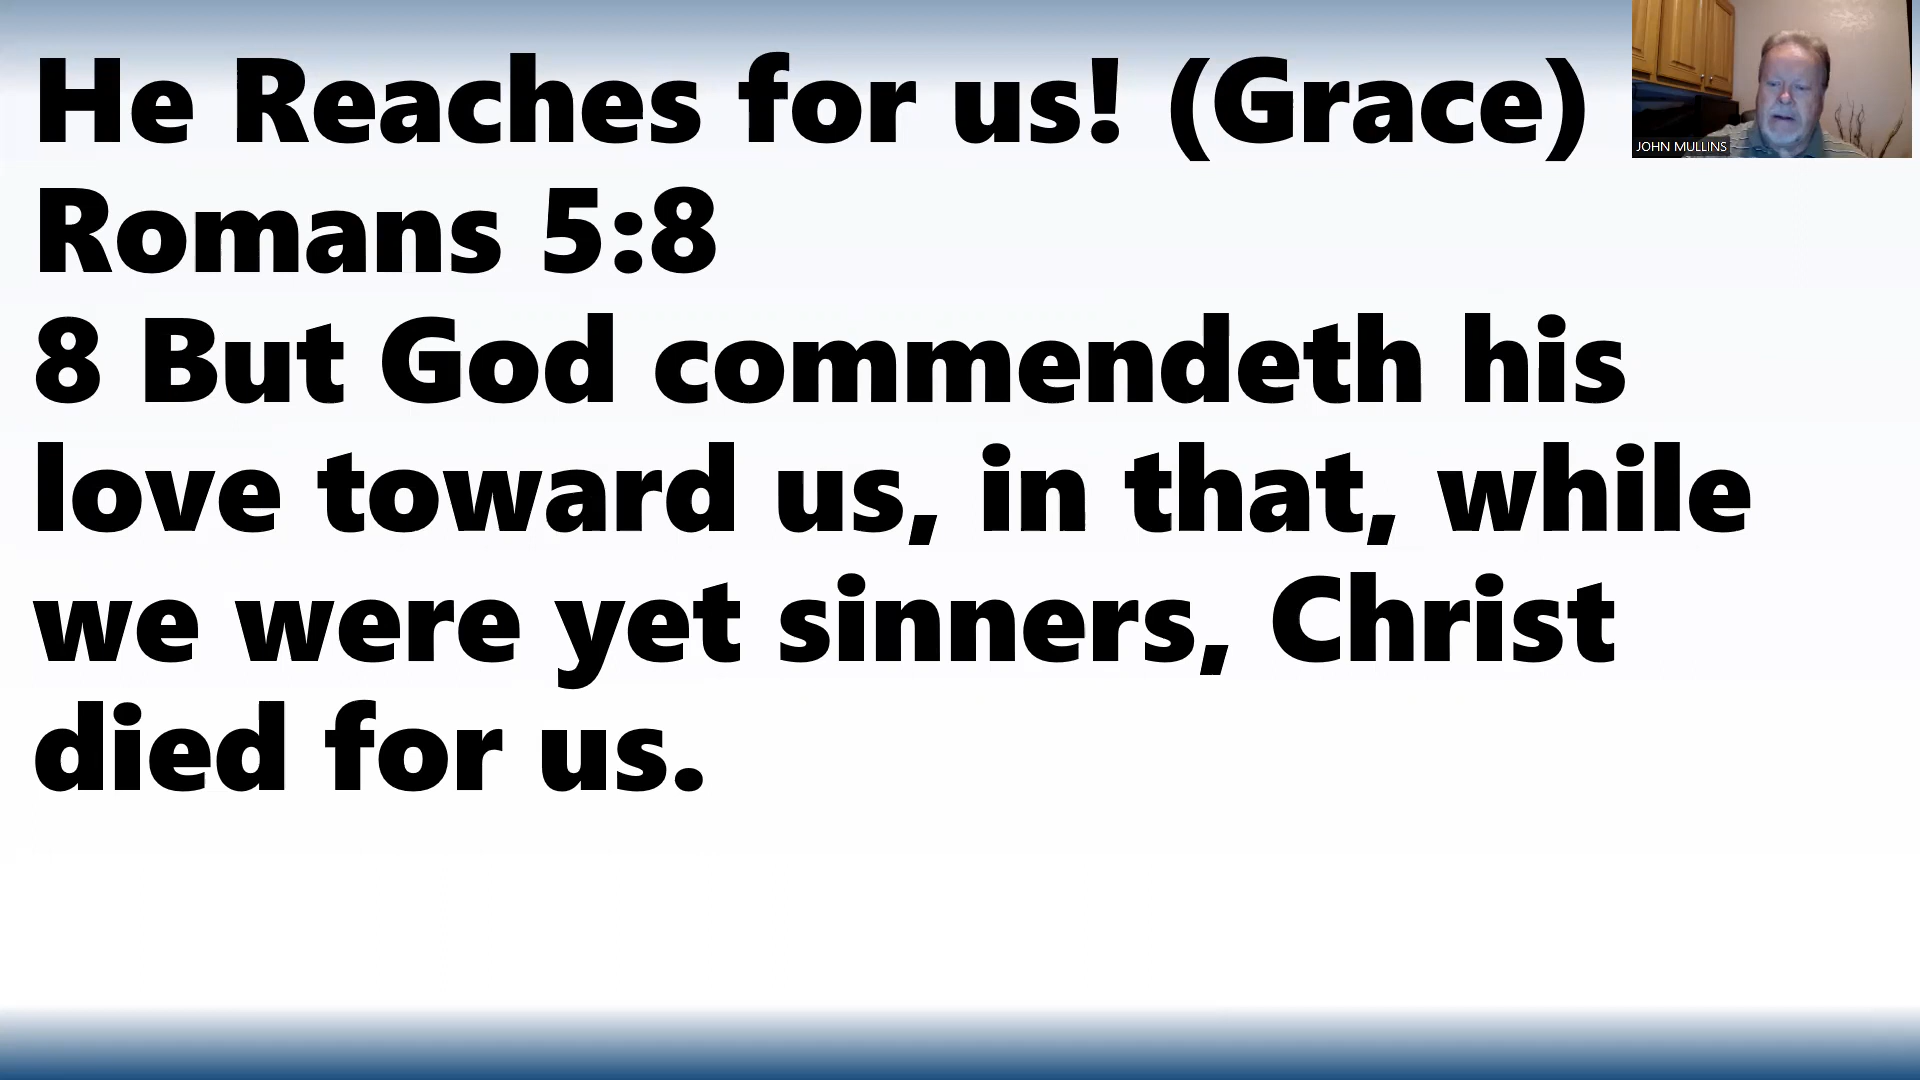 He Reaches for us! (Grace)
JOHN MULLINS
Romans 5:8
8 But God commendeth his
love toward us, in that, while
we were yet sinners, Christ
died for us.